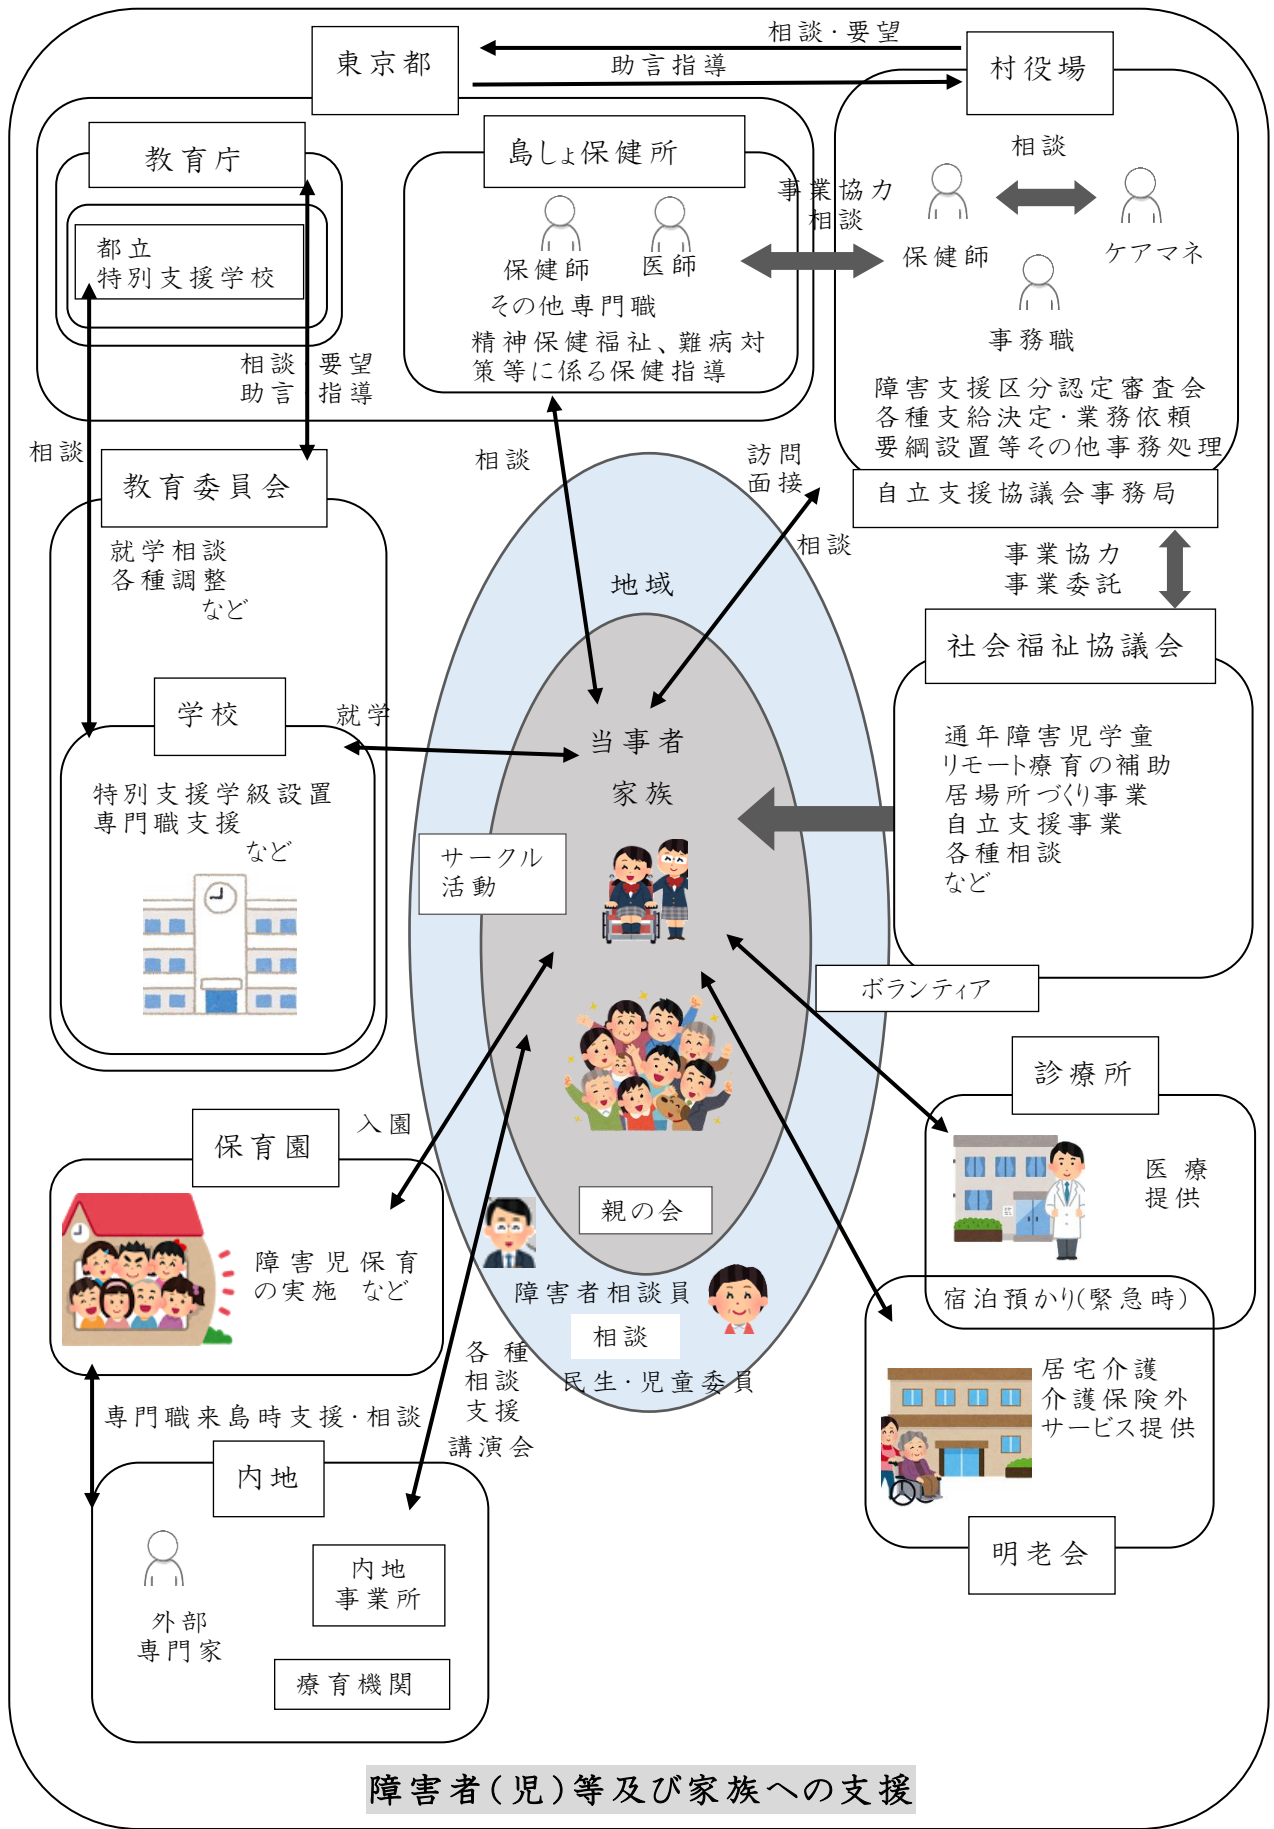 相談・要望
東京都
助言指導
村役場
教育庁
島しょ保健所
相談
事業協力
相談
都立
特別支援学校
保健師
医師
保健師
ケアマネ
その他専門職
事務職
精神保健福祉、難病対
策等に係る保健指導
相談・要望
助言 指導
障害支援区分認定審査会
各種支給決定・業務依頼
要綱設置等その他事務処理
相談
相談
訪問
面接
教育委員会
自立支援協議会事務局
相談
就学相談
各種調整
など
地域
事業協力
事業委託
社会福祉協議会
学校
就学
当事者
家族
通年障害児学童
リモート療育の補助
居場所づくり事業
自立支援事業
各種相談
など
特別支援学級設置
専門職支援
など
サークル
活動
ボランティア
診療所
保育園
入園
医療
提供
親の会
障害児保育
の実施 など
障害者相談員
宿泊預かり(緊急時)
相談
各種
相談
支援
講演会
民生・児童委員
居宅介護
介護保険外
サービス提供
専門職来島時支援・相談
内地
明老会
内地
事業所
外部
専門家
療育機関
障害者(児)等及び家族への支援